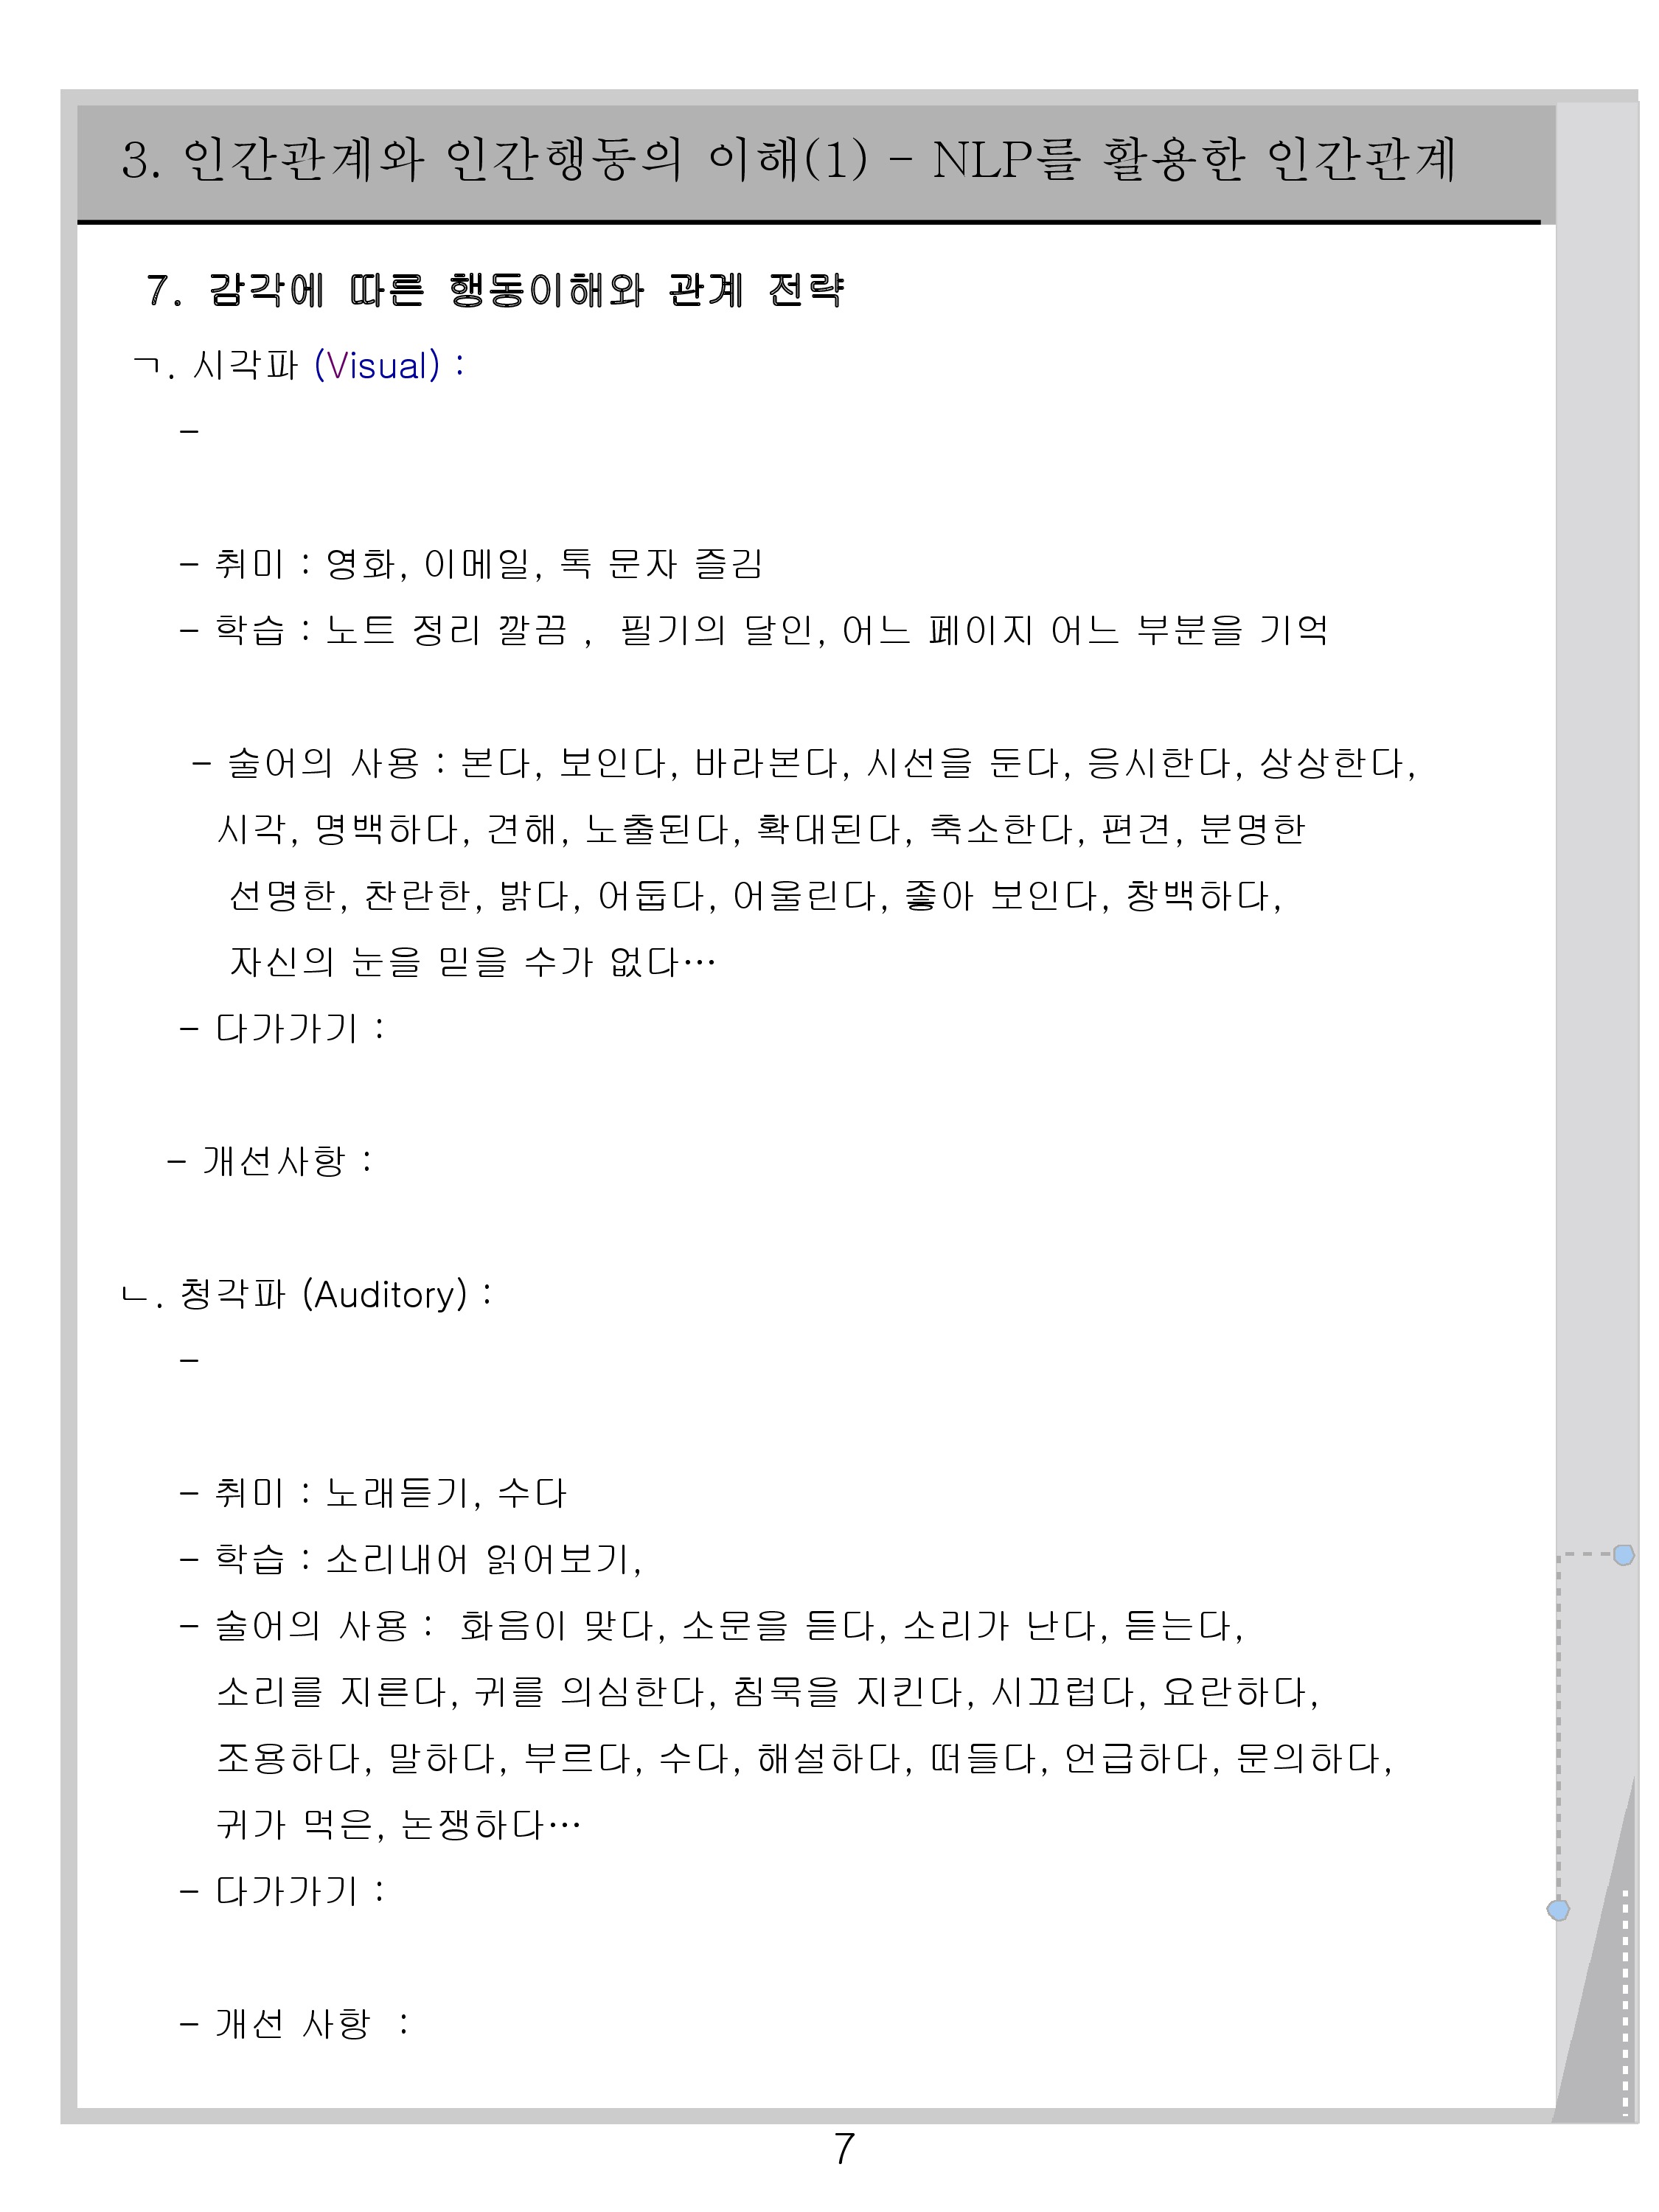 3. 인간관계와 인간행동의 이해(1) - NLP를 활용한 인간관계
7. 감각에 따른 행동이해와 관계 전략
ㄱ. 시각파 (Visual) :
-
- 취미 : 영화, 이메일, 톡 문자 즐김
- 학습 : 노트 정리 깔끔 , 필기의 달인, 어느 페이지 어느 부분을 기억
- 술어의 사용 : 본다, 보인다, 바라본다, 시선을 둔다, 응시한다, 상상한다,
시각, 명백하다, 견해, 노출된다, 확대된다, 축소한다, 편견, 분명한
선명한, 찬란한, 밝다, 어둡다, 어울린다, 좋아 보인다, 창백하다,
자신의 눈을 믿을 수가 없다…
- 다가가기 :
- 개선사항 :
ㄴ. 청각파 (Auditory) :
-
- 취미 : 노래듣기, 수다
- 학습 : 소리내어 읽어보기,
- 술어의 사용 : 화음이 맞다, 소문을 듣다, 소리가 난다, 듣는다,
소리를 지른다, 귀를 의심한다, 침묵을 지킨다, 시끄럽다, 요란하다,
조용하다, 말하다, 부르다, 수다, 해설하다, 떠들다, 언급하다, 문의하다,
귀가 먹은, 논쟁하다…
- 다가가기 :
- 개선 사항 :
7